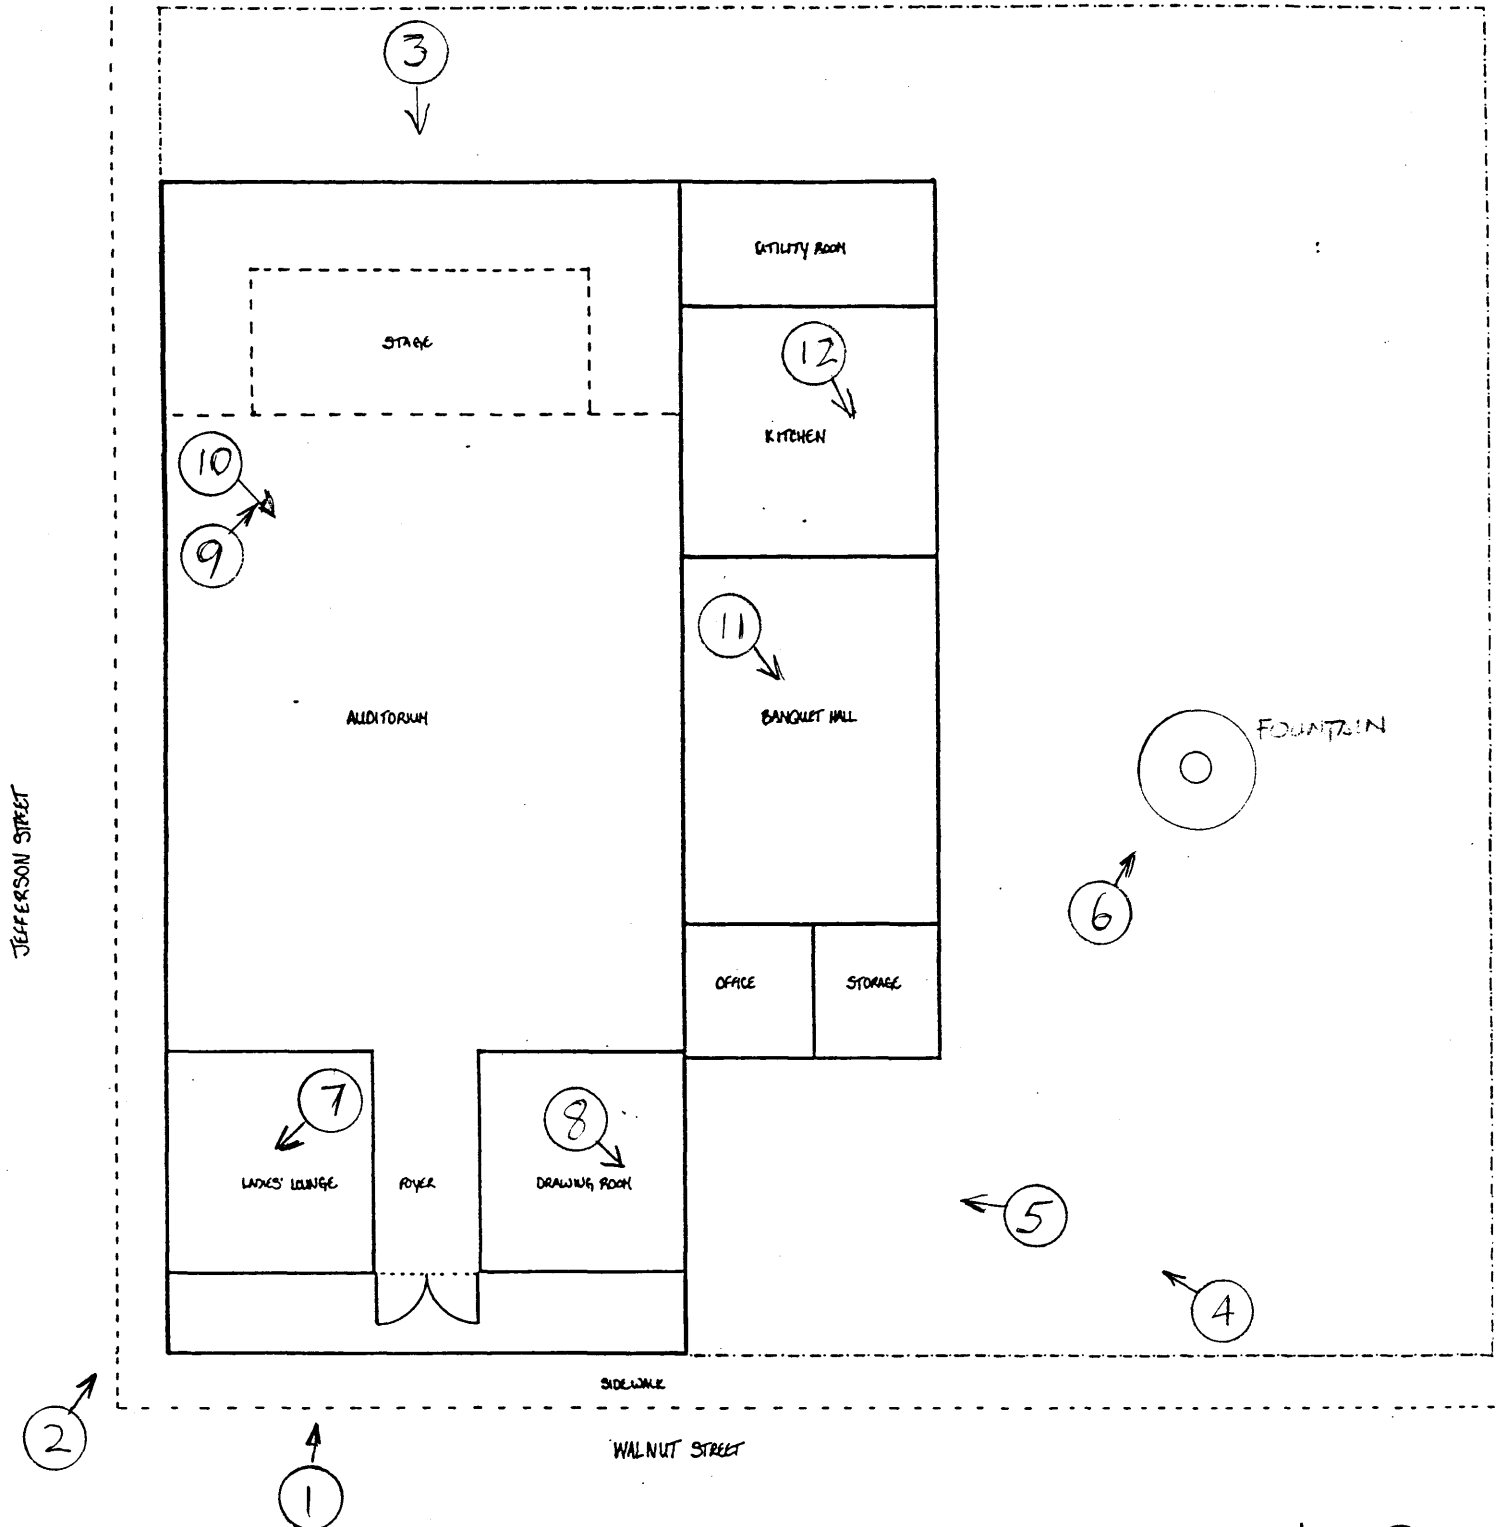 3
UTILITY ROOM
STAGE
12
KITCHEN
10
9
11
AUDITORIUM
BANQUET HALL
FOUNTAIN
JEFFERSON STREET
6
OFFICE
STORAGE
7
8
LADIES' LOUNGE
FOYER
DRAWING ROOM
5
4
SIDEWALK
2
WALNUT STREET
1